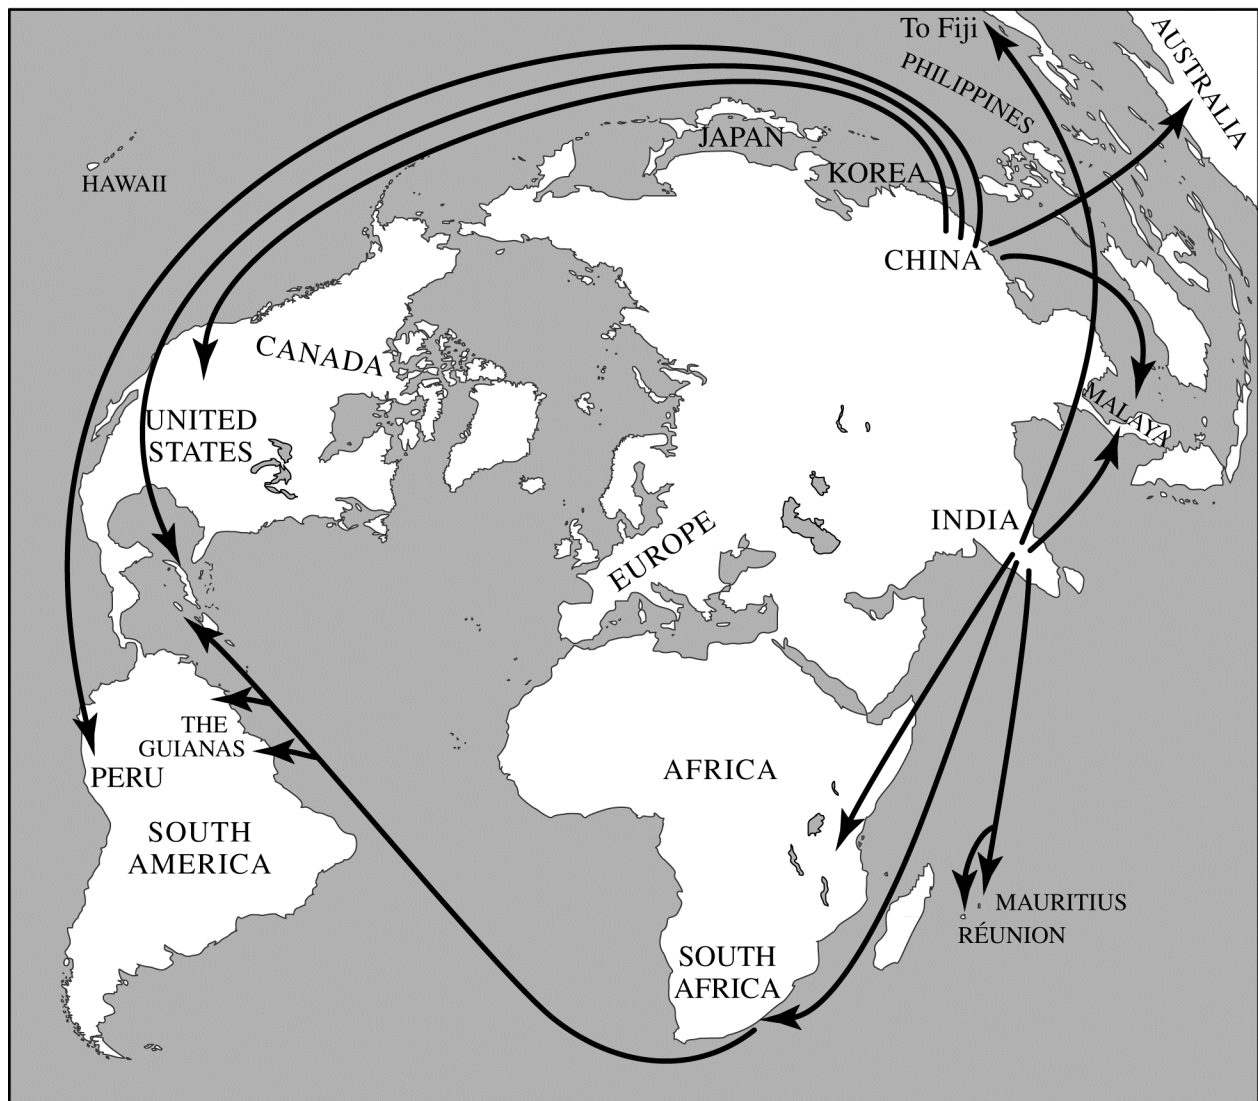 To Fiji
PHILIPPINES
AUSTRALIA
JAPAN
KOREA
HAWAII
CHINA
CANADA
MALAYA
UNITED
STATES
INDIA
EUROPE
THE
GUIANAS
PERU
AFRICA
SOUTH
AMERICA
MAURITIUS
RÉUNION
SOUTH
AFRICA